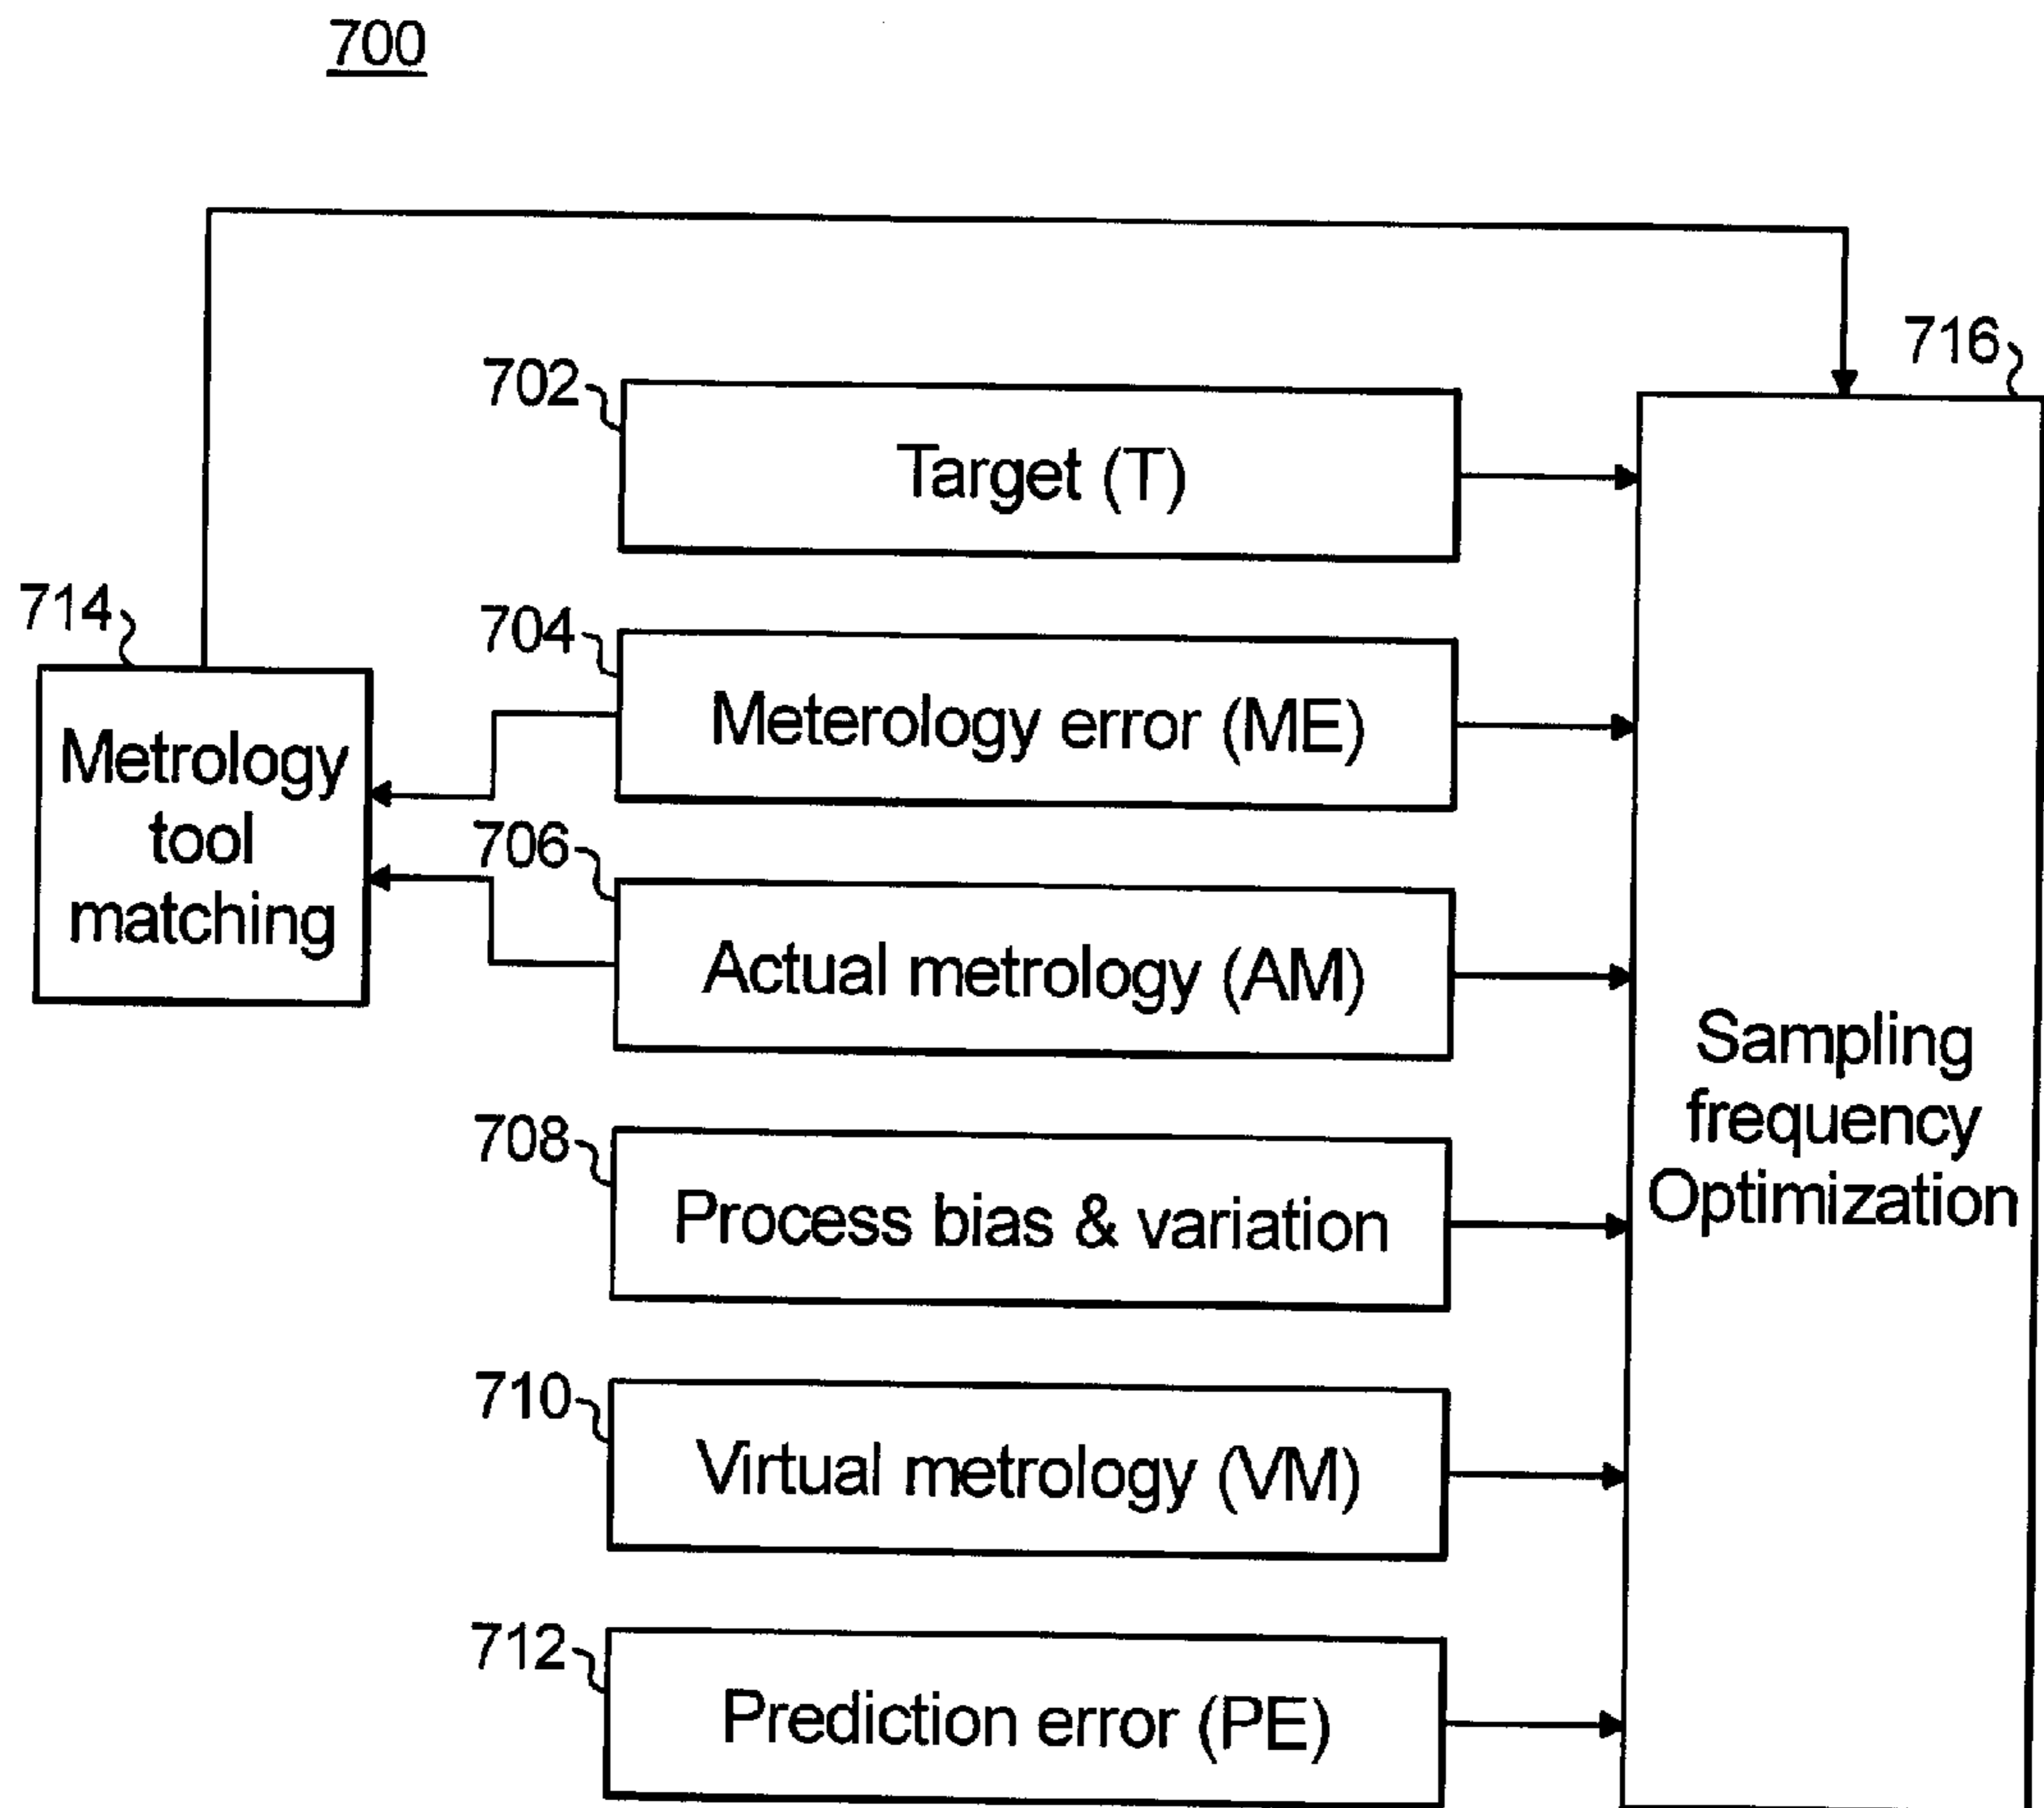 700
716
702
Target (T)
714
704
Meterology error (ME)
Metrology
tool
matching
706
Actual metrology (AM)
Sampling
frequency
Optimization
708
Process bias & variation
710
Virtual metrology (VM)
712
Prediction error (PE)